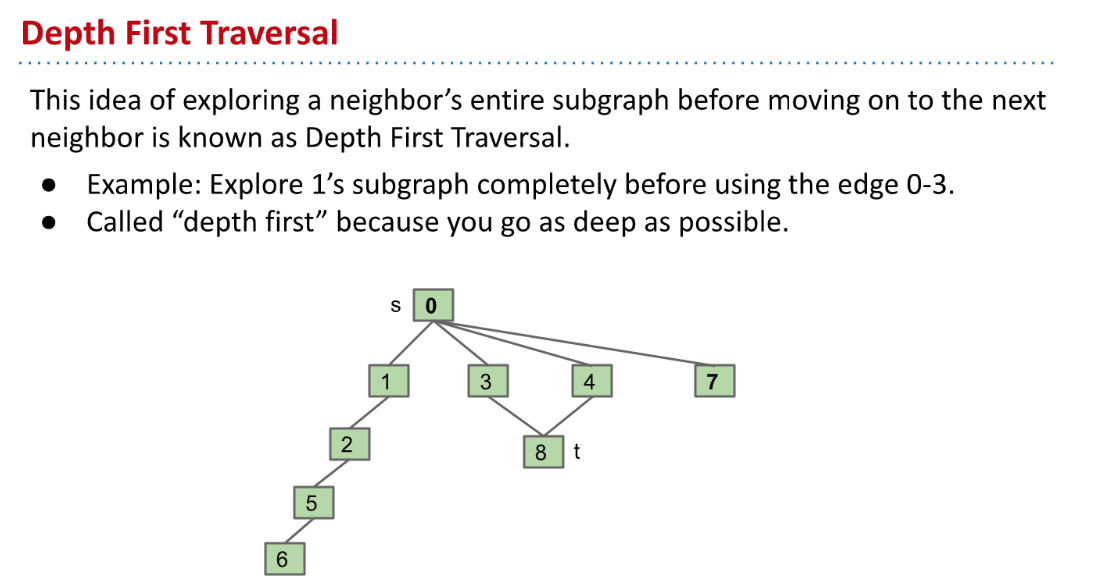 Depth First Traversal
This idea of exploring a neighbor’s entire subgraph before moving on to the next
neighbor is known as Depth First Traversal.
● Example: Explore 1’s subgraph completely before using the edge 0-3.
● Called “depth first” because you go as deep as possible.
s 0
1 3 4 7
2
8 t
5
6